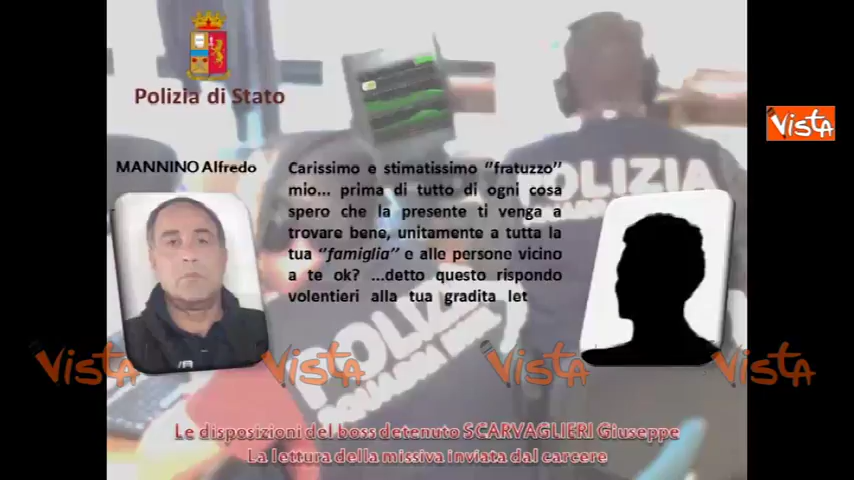 Polizia di Stato
VISTA
MANNINO Alfredo
Carissimo e stimatissimo "fratuzzo"
mio... prima di tutto di ogni cosa
spero che la presente ti venga a
trovare bene, unitamente a tutta la
tua "famiglia" e alle persone vicino
a te ok? ...detto questo rispondo
volentieri alla tua gradita let
POLIZIA
POLIZIA
SQUADRA
VISTA VISTA VISTA VISTA
Le disposizioni del boss detenuto SCARVAGLIERI Giuseppe
La lettura della missiva inviata dal carcere